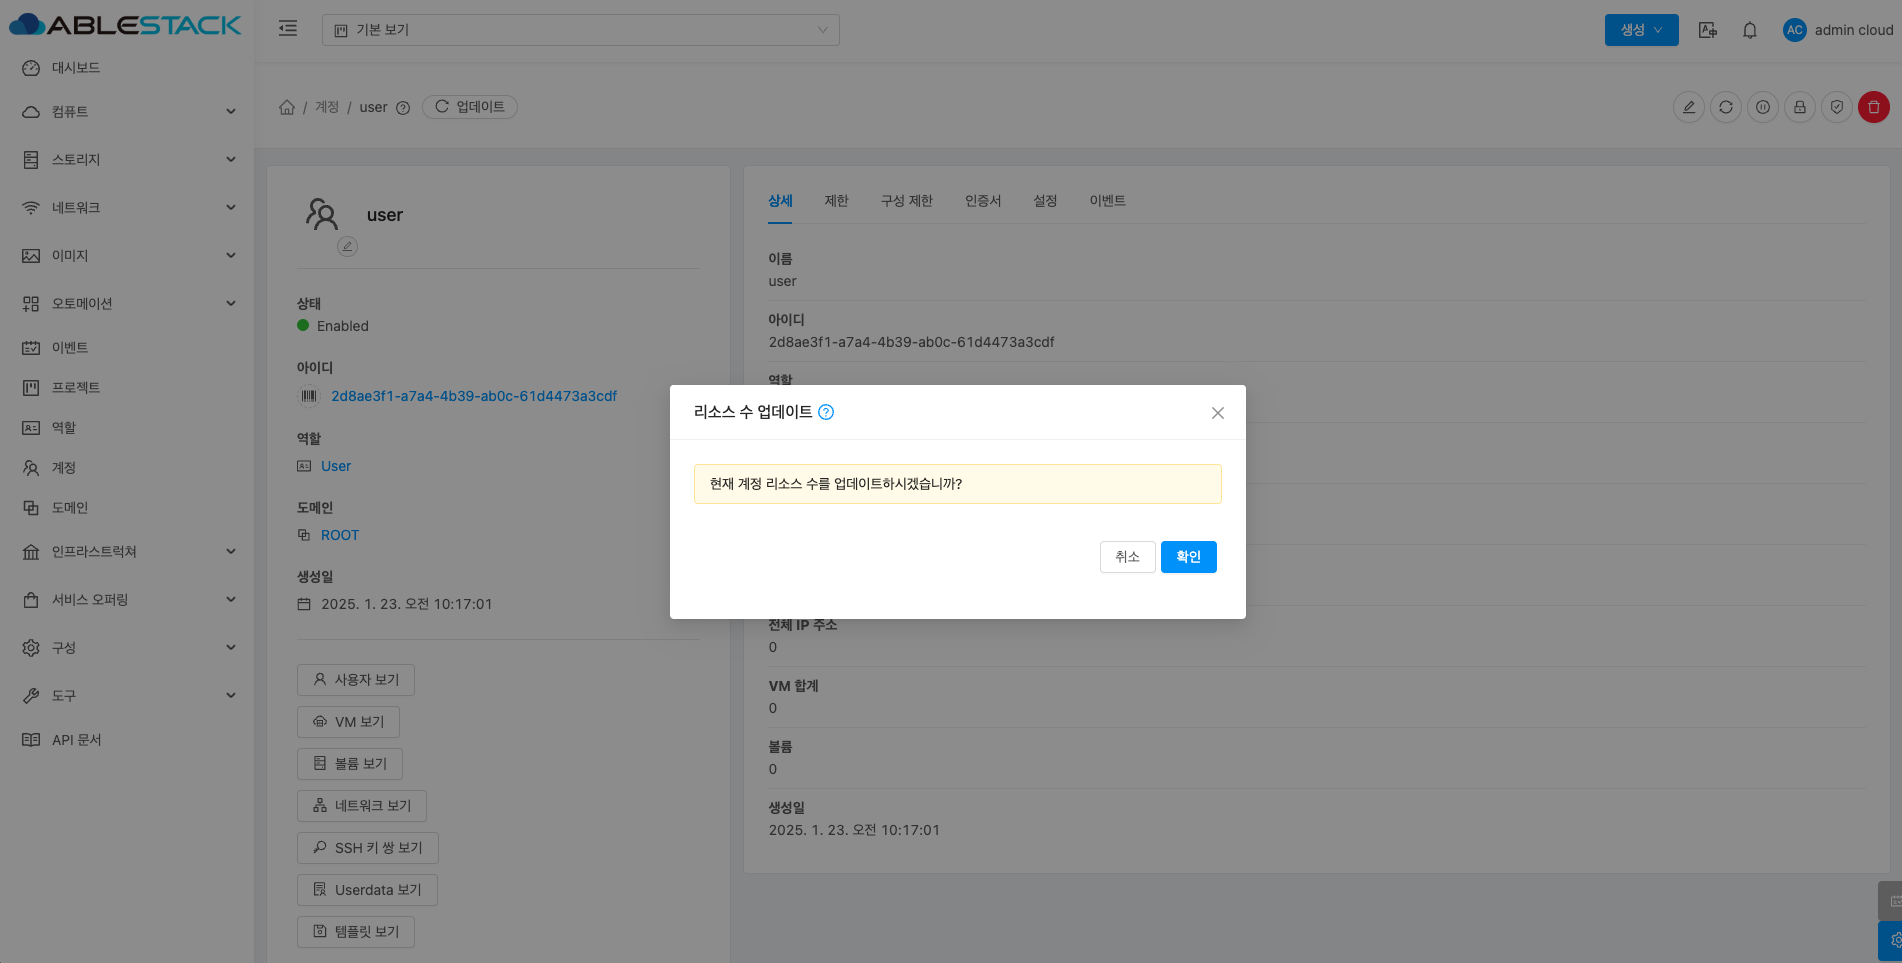 ABLESTACK
기본 보기
생성
AC
admin cloud
대시보드
컴퓨트
스토리지
네트워크
이미지
오토메이션
이벤트
프로젝트
역할
계정
도메인
인프라스트럭쳐
서비스 오퍼링
구성
도구
API 문서
/ 계정 / user
업데이트
user
상태
Enabled
아이디
2d8ae3f1-a7a4-4b39-ab0c-61d4473a3cdf
역할
User
도메인
ROOT
생성일
2025. 1. 23. 오전 10:17:01
사용자 보기
VM 보기
볼륨 보기
네트워크 보기
SSH 키 쌍 보기
Userdata 보기
템플릿 보기
상세 제한 구성 제한 인증서 설정 이벤트
이름
user
아이디
2d8ae3f1-a7a4-4b39-ab0c-61d4473a3cdf
역할
리소스 수 업데이트
현재 계정 리소스 수를 업데이트하시겠습니까?
취소
확인
전체 IP 주소
0
VM 합계
0
볼륨
0
생성일
2025. 1. 23. 오전 10:17:01